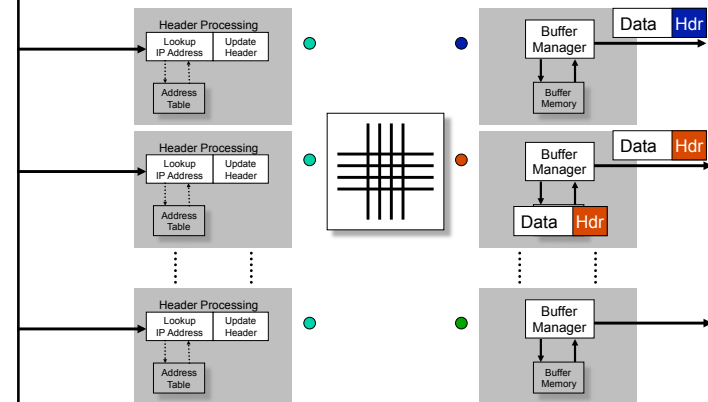 Header Processing
Lookup
IP Address
Update
Header
Address
Table
Buffer
Manager
Buffer
Memory
Data Hdr
Header Processing
Lookup
IP Address
Update
Header
Address
Table
Buffer
Manager
Data Hdr
Data Hdr
Header Processing
Lookup
IP Address
Update
Header
Address
Table
Buffer
Manager
Buffer
Memory